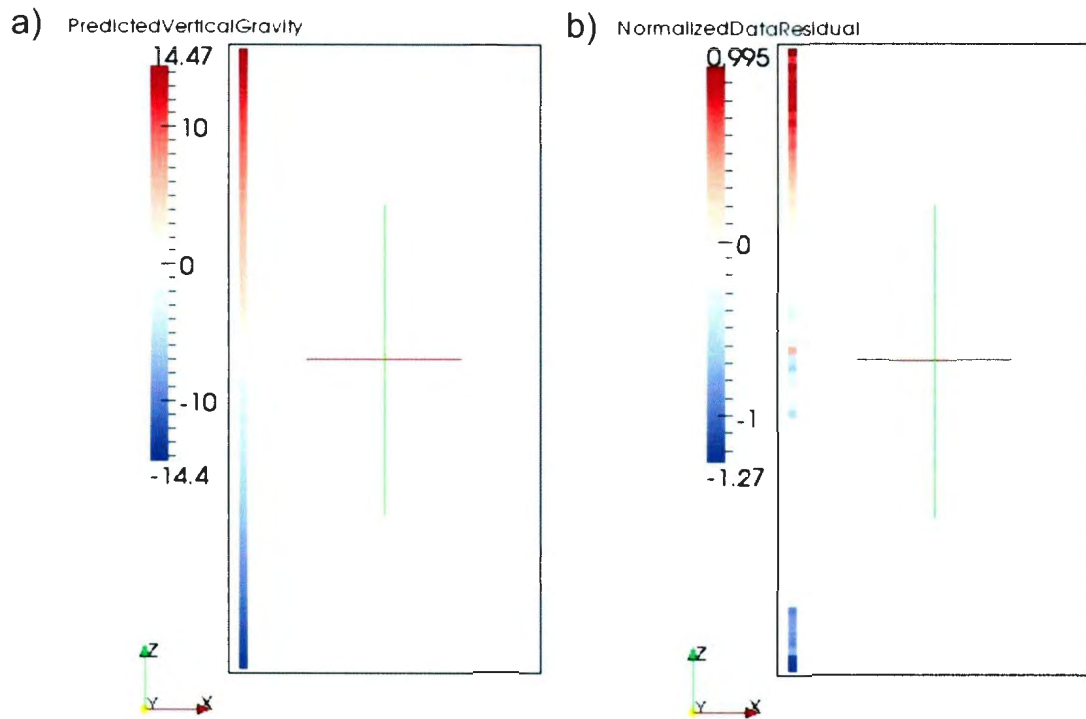 a) PredictedVerticalGravity
14.47
10
0
-10
-14.4
Z
Y X
b) NormalizedDataResidual
0.995
0
-1
-1.27
Z
Y X